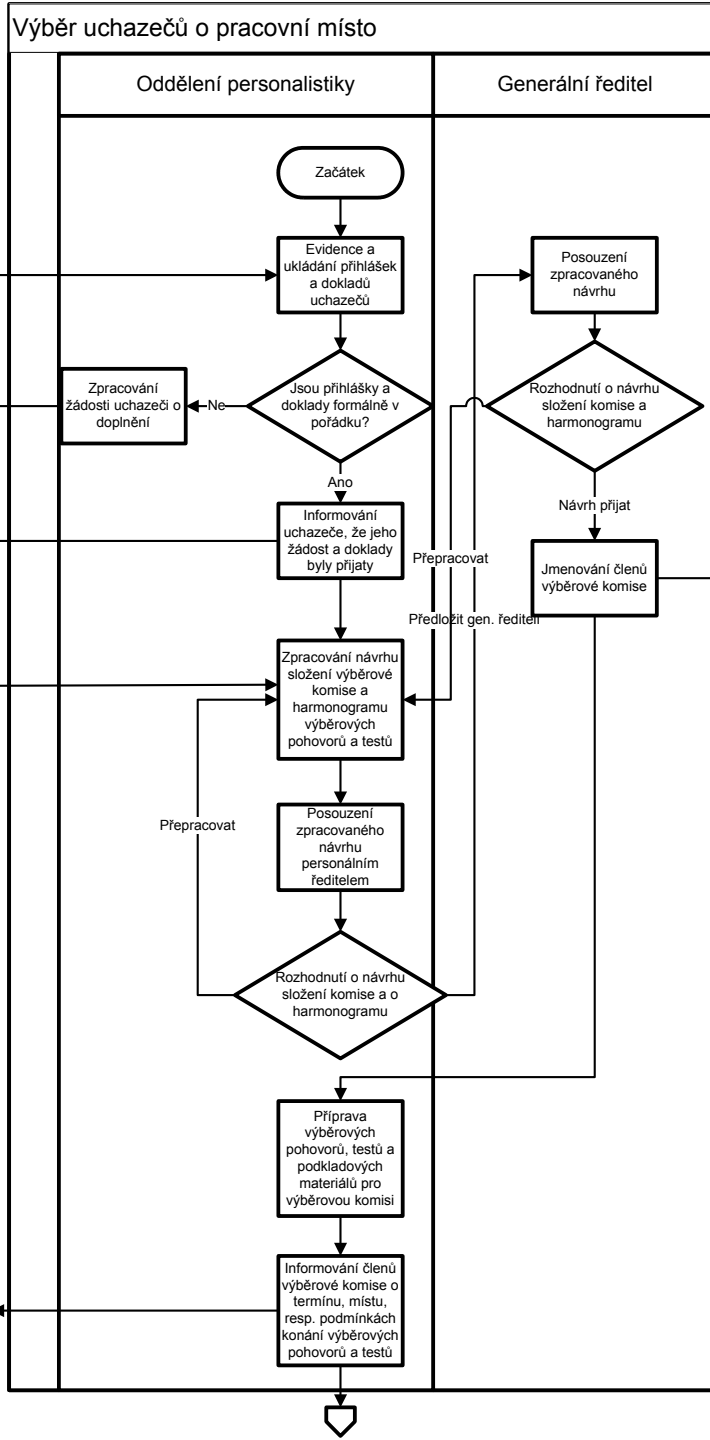 Výběr uchazečů o pracovní místo
Oddělení personalistiky
Generální ředitel
Začátek
Evidence a
ukládání přihlášek
a dokladů
uchazečů
Posouzení
zpracovaného
návrhu
Zpracování
žádosti uchazeči o
doplnění
Ne
Jsou přihlášky a
doklady formálně v
pořádku?
Rozhodnutí o návrhu
složení komise a
harmonogramu
Ano
Návrh přijat
Informování
uchazeče, že jeho
žádost a doklady
byly přijaty
Přepracovat
Jmenování členů
výběrové komise
Předložit gen. řediteli
Zpracování návrhu
složení výběrové
komise a
harmonogramu
výběrových
pohovorů a testů
Přepracovat
Posouzení
zpracovaného
návrhu
personálním
ředitelem
Rozhodnutí o návrhu
složení komise a o
harmonogramu
Příprava
výběrových
pohovorů, testů a
podkladových
materiálů pro
výběrovou komisi
Informování členů
výběrové komise o
termínu, místu,
resp. podmínkách
konání výběrových
pohovorů a testů